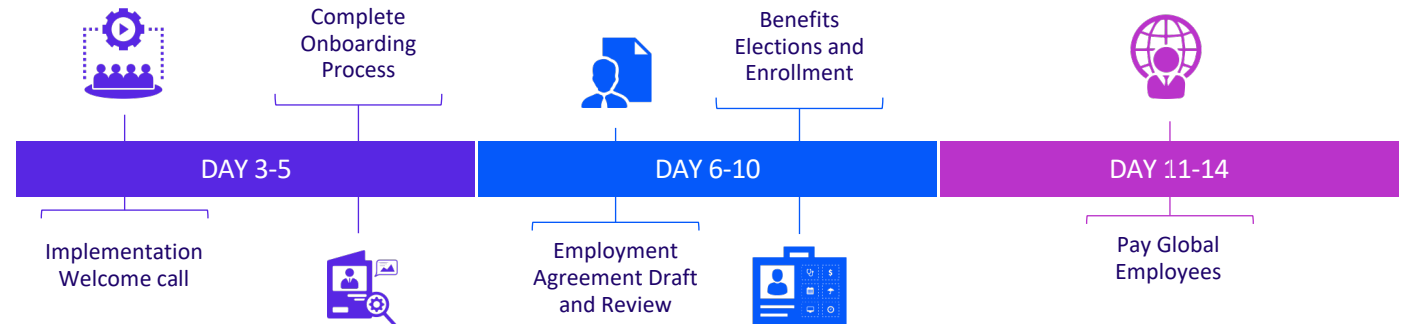 Complete
Onboarding
Process
Benefits
Elections and
Enrollment
DAY 3-5
DAY 6-10
DAY 11-14
Implementation
Welcome call
Employment
Agreement Draft
and Review
Pay Global
Employees
$